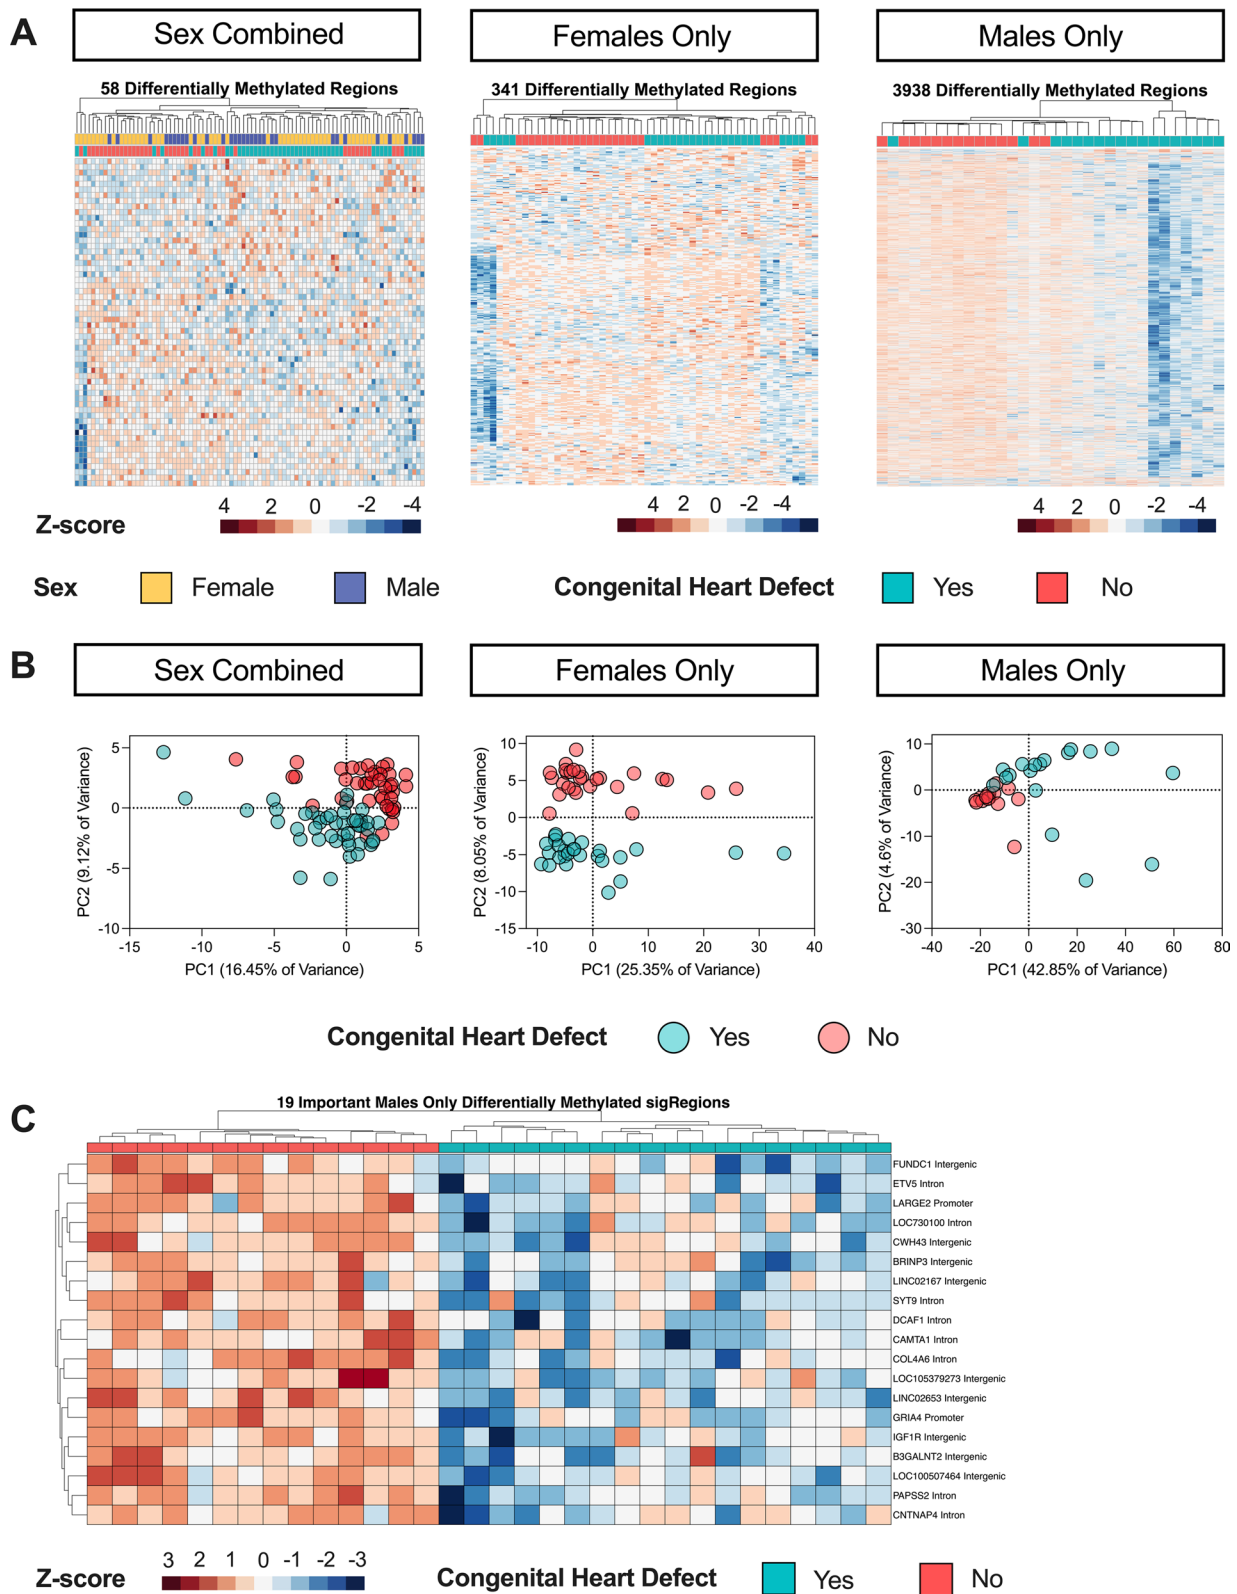 A
Sex Combined
Females Only
Males Only
58 Differentially Methylated Regions
341 Differentially Methylated Regions
3938 Differentially Methylated Regions
4 2 0 -2 -4
4 2 0 -2 -4
4 2 0 -2 -4
Z-score
Sex
Female
Male
Congenital Heart Defect
Yes
No
B
Sex Combined
Females Only
Males Only
PC2 (9.12% of Variance)
5
0
-5
-10
-15 -10 -5 0 5
PC1 (16.45% of Variance)
PC2 (8.05% of Variance)
10
5
0
-5
-10
-15
-10 0 10 20 30 40
PC1 (25.35% of Variance)
PC2 (4.6% of Variance)
10
0
-10
-20
-30
-40 -20 0 20 40 60 80
PC1 (42.85% of Variance)
Congenital Heart Defect
Yes
No
C
19 Important Males Only Differentially Methylated sigRegions
FUNDC1 Intergenic
ETV5 Intron
LARGE2 Promoter
LOC730100 Intron
CWH43 Intergenic
BRINP3 Intergenic
LINC02167 Intergenic
SYT9 Intron
DCAF1 Intron
CAMTA1 Intron
COL4A6 Intron
LOC105379273 Intergenic
LINC02653 Intergenic
GRIA4 Promoter
IGF1R Intergenic
B3GALNT2 Intergenic
LOC100507464 Intergenic
PAPSS2 Intron
CNTNAP4 Intron
3 2 1 0 -1 -2 -3
Z-score
Congenital Heart Defect
Yes
No